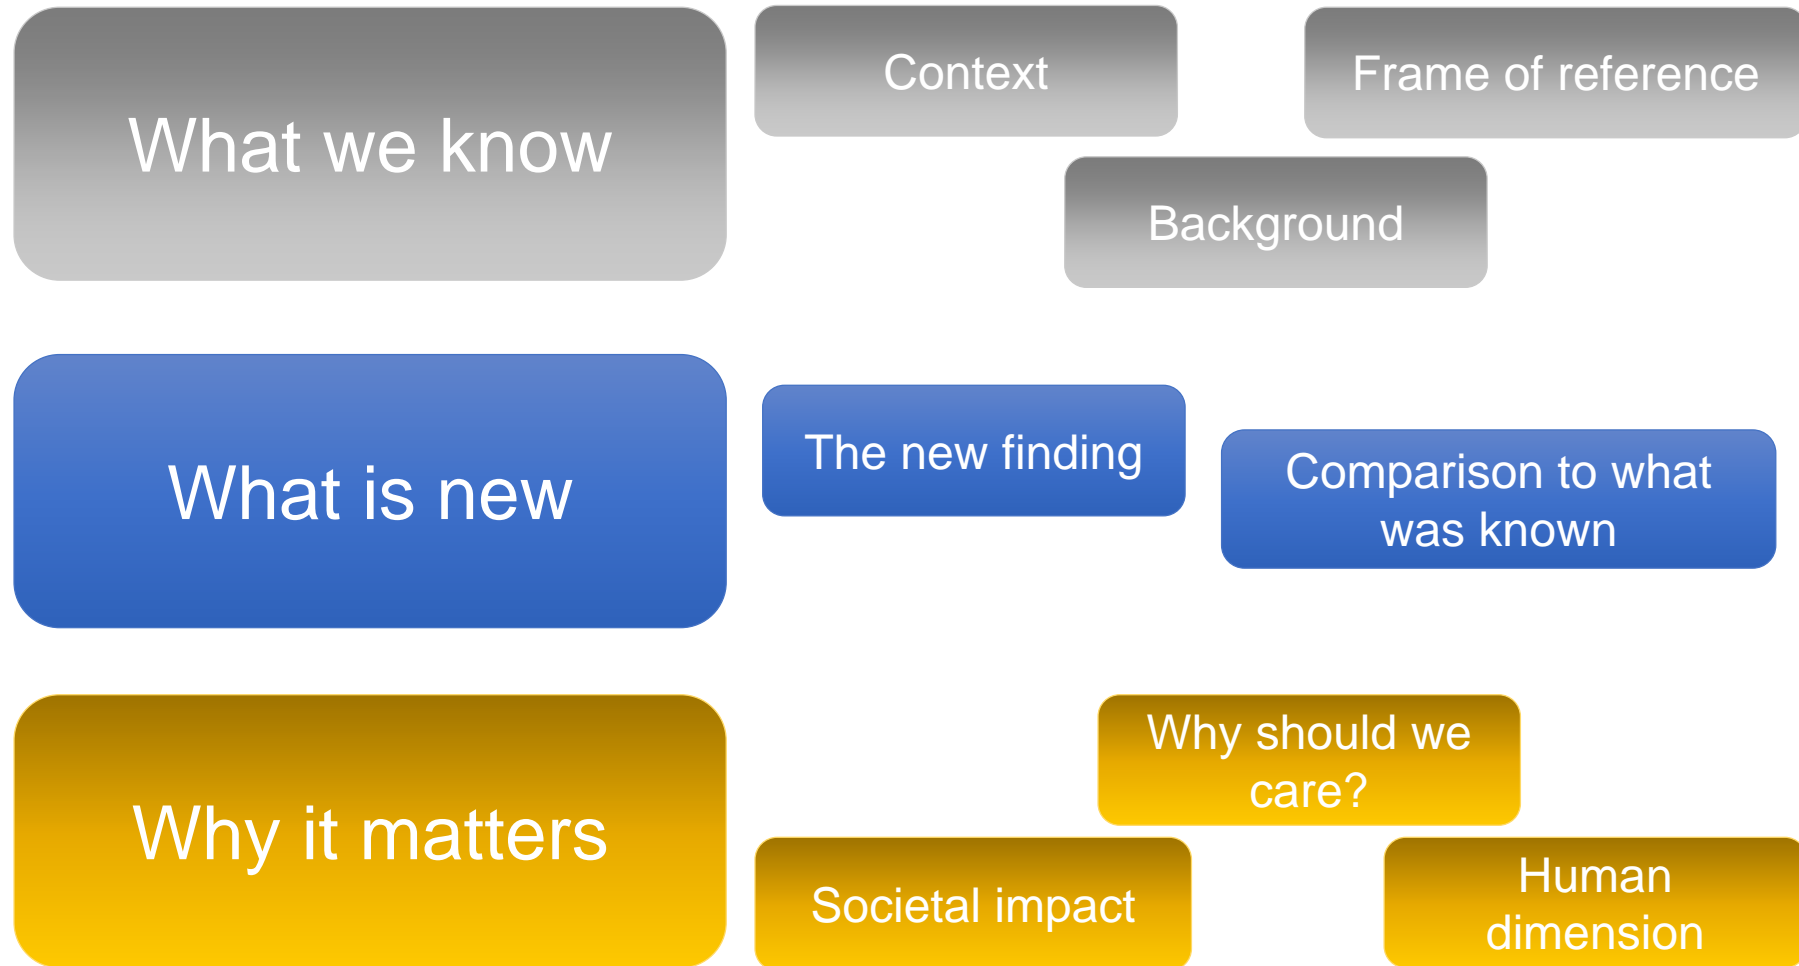 What we know
Context
Frame of reference
Background
What is new
The new finding
Comparison to what
was known
Why it matters
Why should we
care?
Societal impact
Human
dimension